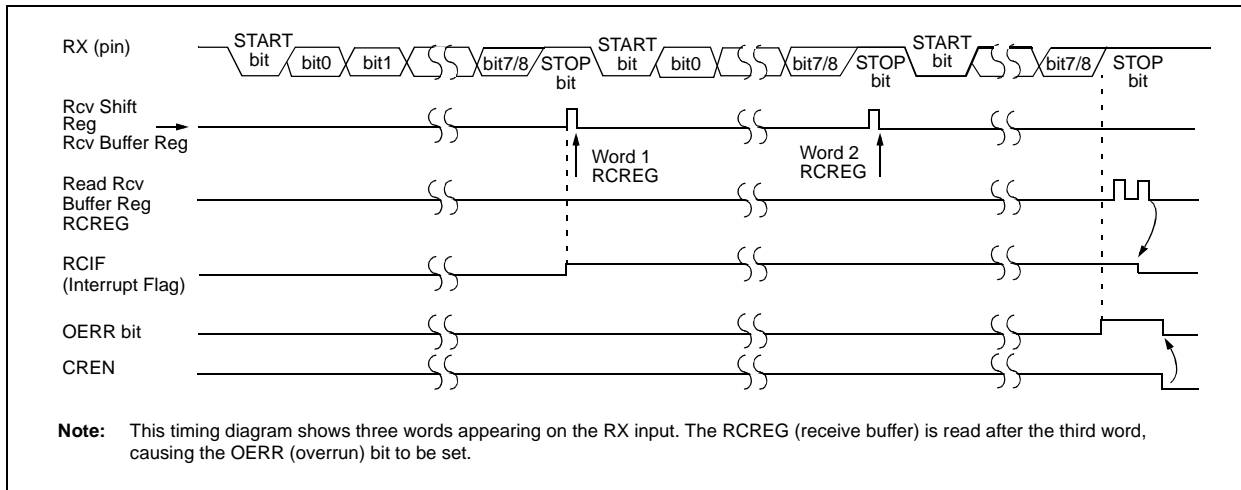 RX (pin)
START
bit
bit0
bit1
bit7/8
STOP
bit
START
bit
bit0
bit7/8
STOP
bit
START
bit
bit7/8
STOP
bit
Rcv Shift
Reg
Rcv Buffer Reg
Word 1
RCREG
Word 2
RCREG
Read Rcv
Buffer Reg
RCREG
RCIF
(Interrupt Flag)
OERR bit
CREN
Note: This timing diagram shows three words appearing on the RX input. The RCREG (receive buffer) is read after the third word,
causing the OERR (overrun) bit to be set.